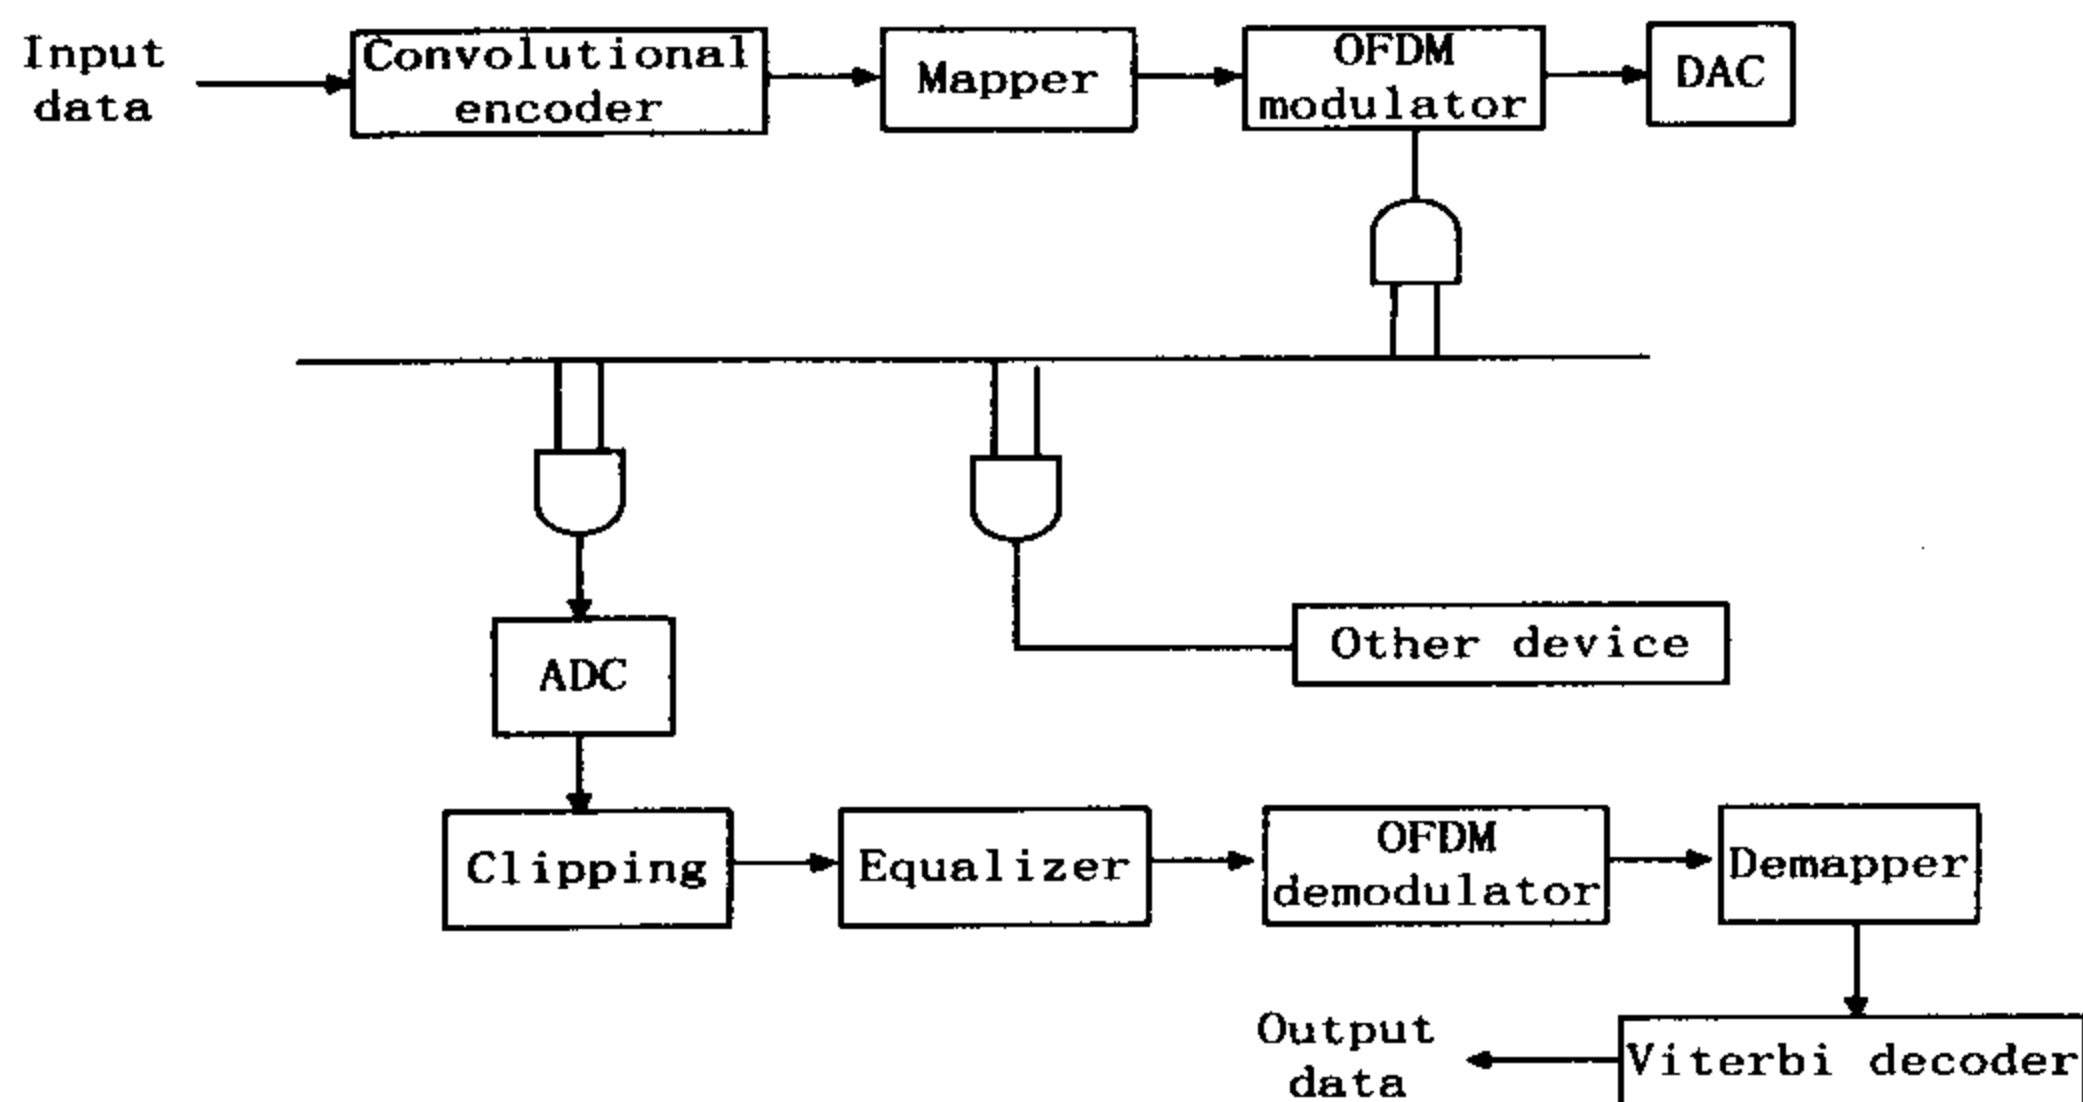 Input
data
Convolutional
encoder
Mapper
OFDM
modulator
DAC
Other device
ADC
Clipping
Equalizer
OFDM
demodulator
Demapper
Output
data
Viterbi decoder